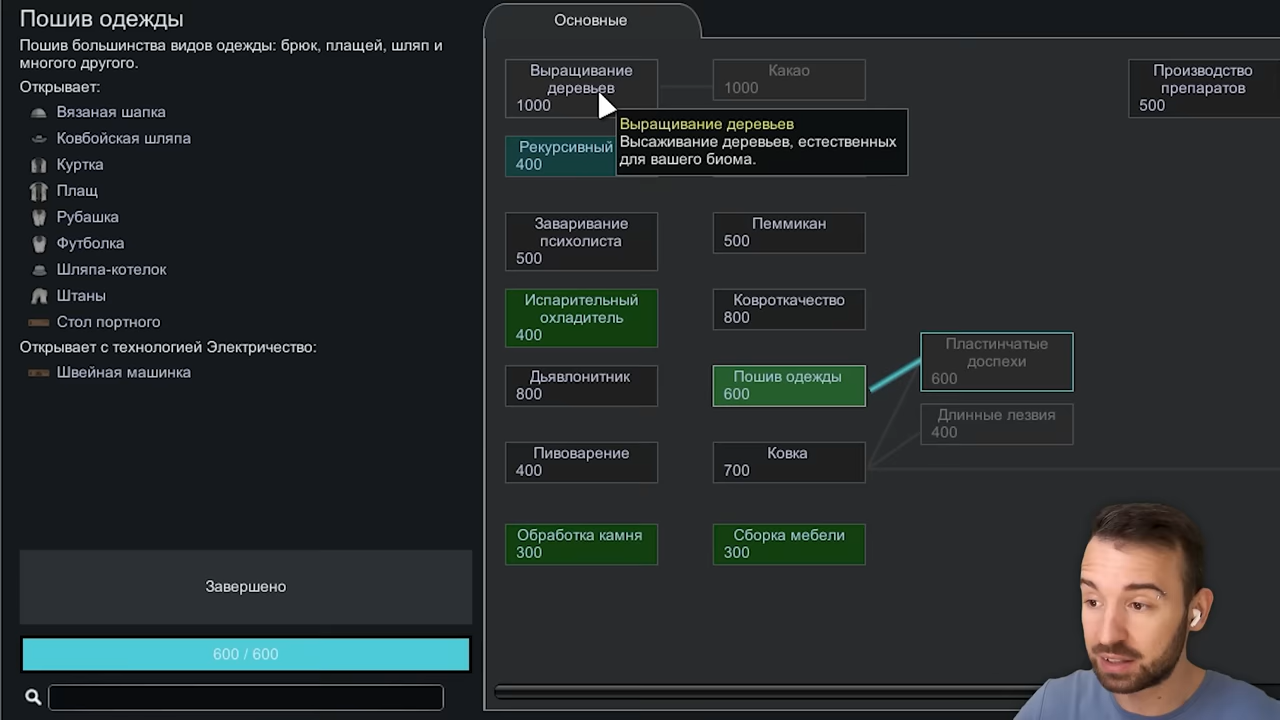 Пошив одежды
Пошив большинства видов одежды: брюк, плащей, шляп и
многого другого.
Открывает:
Вязаная шапка
Ковбойская шляпа
Куртка
Плащ
Рубашка
Футболка
Шляпа-котелок
Штаны
Стол портного
Открывает с технологией Электричество:
Швейная машинка
Завершено
600 / 600
Основные
Выращивание
деревьев
1000
Какао
1000
Производство
препаратов
500
Выращивание деревьев
Высаживание деревьев, естественных
для вашего биома.
Рекурсивный
400
Заваривание
психолиста
500
Пеммикан
500
Испарительный
охладитель
400
Ковроткачество
800
Пластинчатые
доспехи
600
Дьявлонитник
800
Пошив одежды
600
Длинные лезвия
400
Пивоварение
400
Ковка
700
Обработка камня
300
Сборка мебели
300